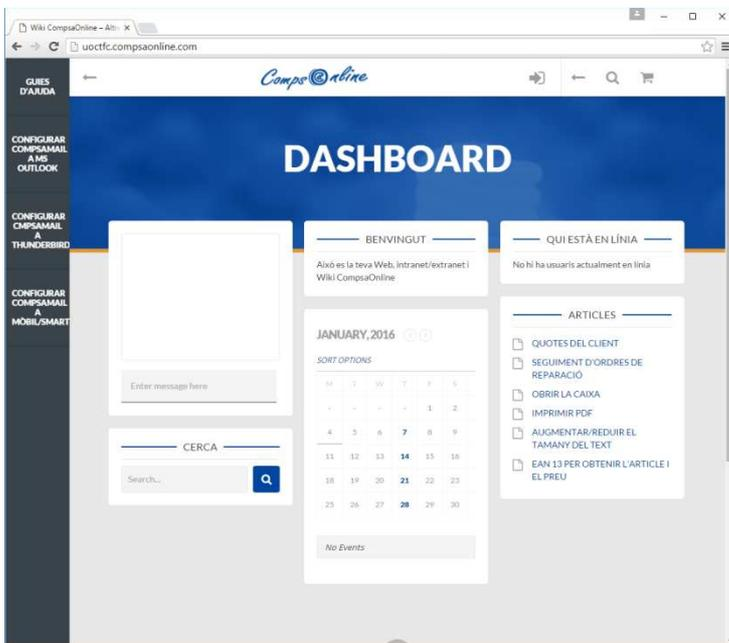 Wiki CompsaOnline – Altr
uoctfc.compsaonline.com
GUIES
D'AJUDA
CONFIGURAR
COMPSAMAIL
A MS
OUTLOOK
CONFIGURAR
CMPSAMAIL
A
THUNDERBIRD
CONFIGURAR
COMPSAMAIL
A
MÒBIL/SMART
Comps@nline
DASHBOARD
Enter message here
CERCA
Search...
BENVINGUT
Això es la teva Web, intranet/extranet i
Wiki CompsaOnline
JANUARY, 2016
SORT OPTIONS
M T W T F S
- - - - 1 2
4 5 6 7 8 9
11 12 13 14 15 16
18 19 20 21 22 23
25 26 27 28 29 30
No Events
QUI ESTÀ EN LÍNIA
No hi ha usuaris actualment en línia
ARTICLES
QUOTES DEL CLIENT
SEGUIMENT D'ORDRES DE
REPARACIÓ
OBRIR LA CAIXA
IMPRIMIR PDF
AUGMENTAR/REDUIR EL
TAMANY DEL TEXT
EAN 13 PER OBTENIR L'ARTICLE I
EL PREU